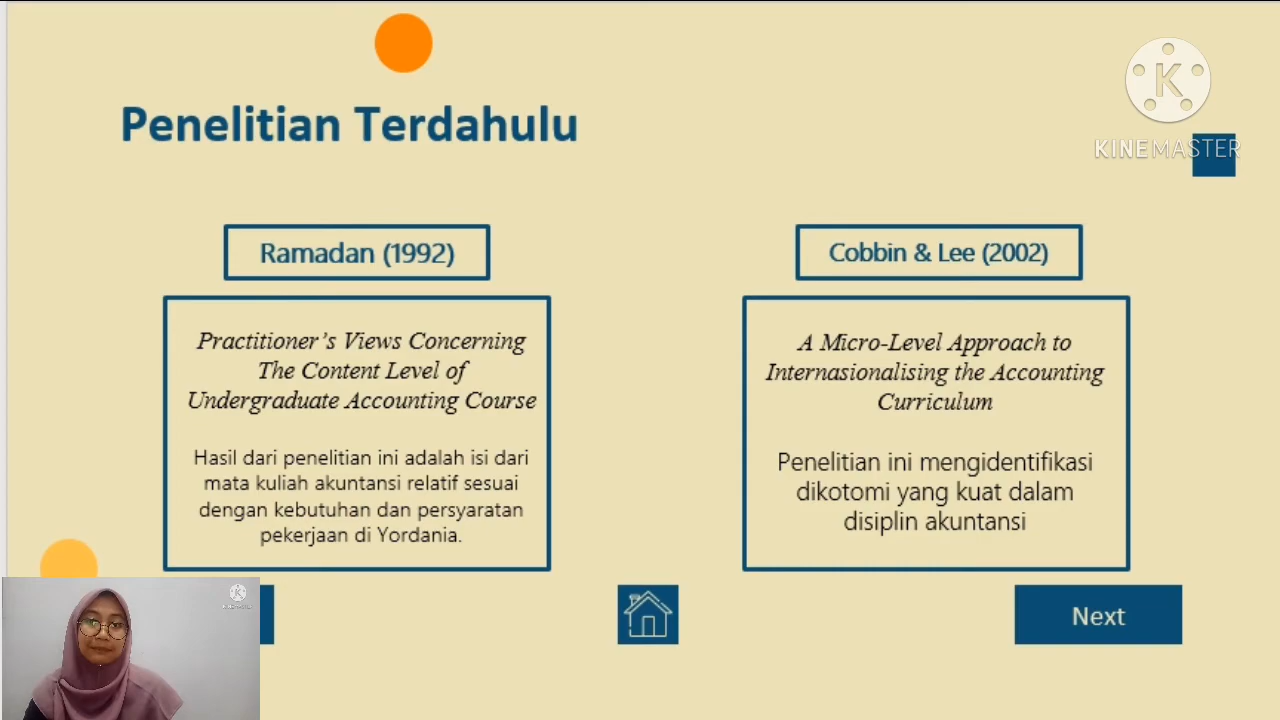 Penelitian Terdahulu
K
KINEMASTER
Ramadan (1992)
Practitioner's Views Concerning
The Content Level of
Undergraduate Accounting Course
Hasil dari penelitian ini adalah isi dari
mata kuliah akuntansi relatif sesuai
dengan kebutuhan dan persyaratan
pekerjaan di Yordania.
Cobbin & Lee (2002)
A Micro-Level Approach to
Internasionalising the Accounting
Curriculum
Penelitian ini mengidentifikasi
dikotomi yang kuat dalam
disiplin akuntansi
Next